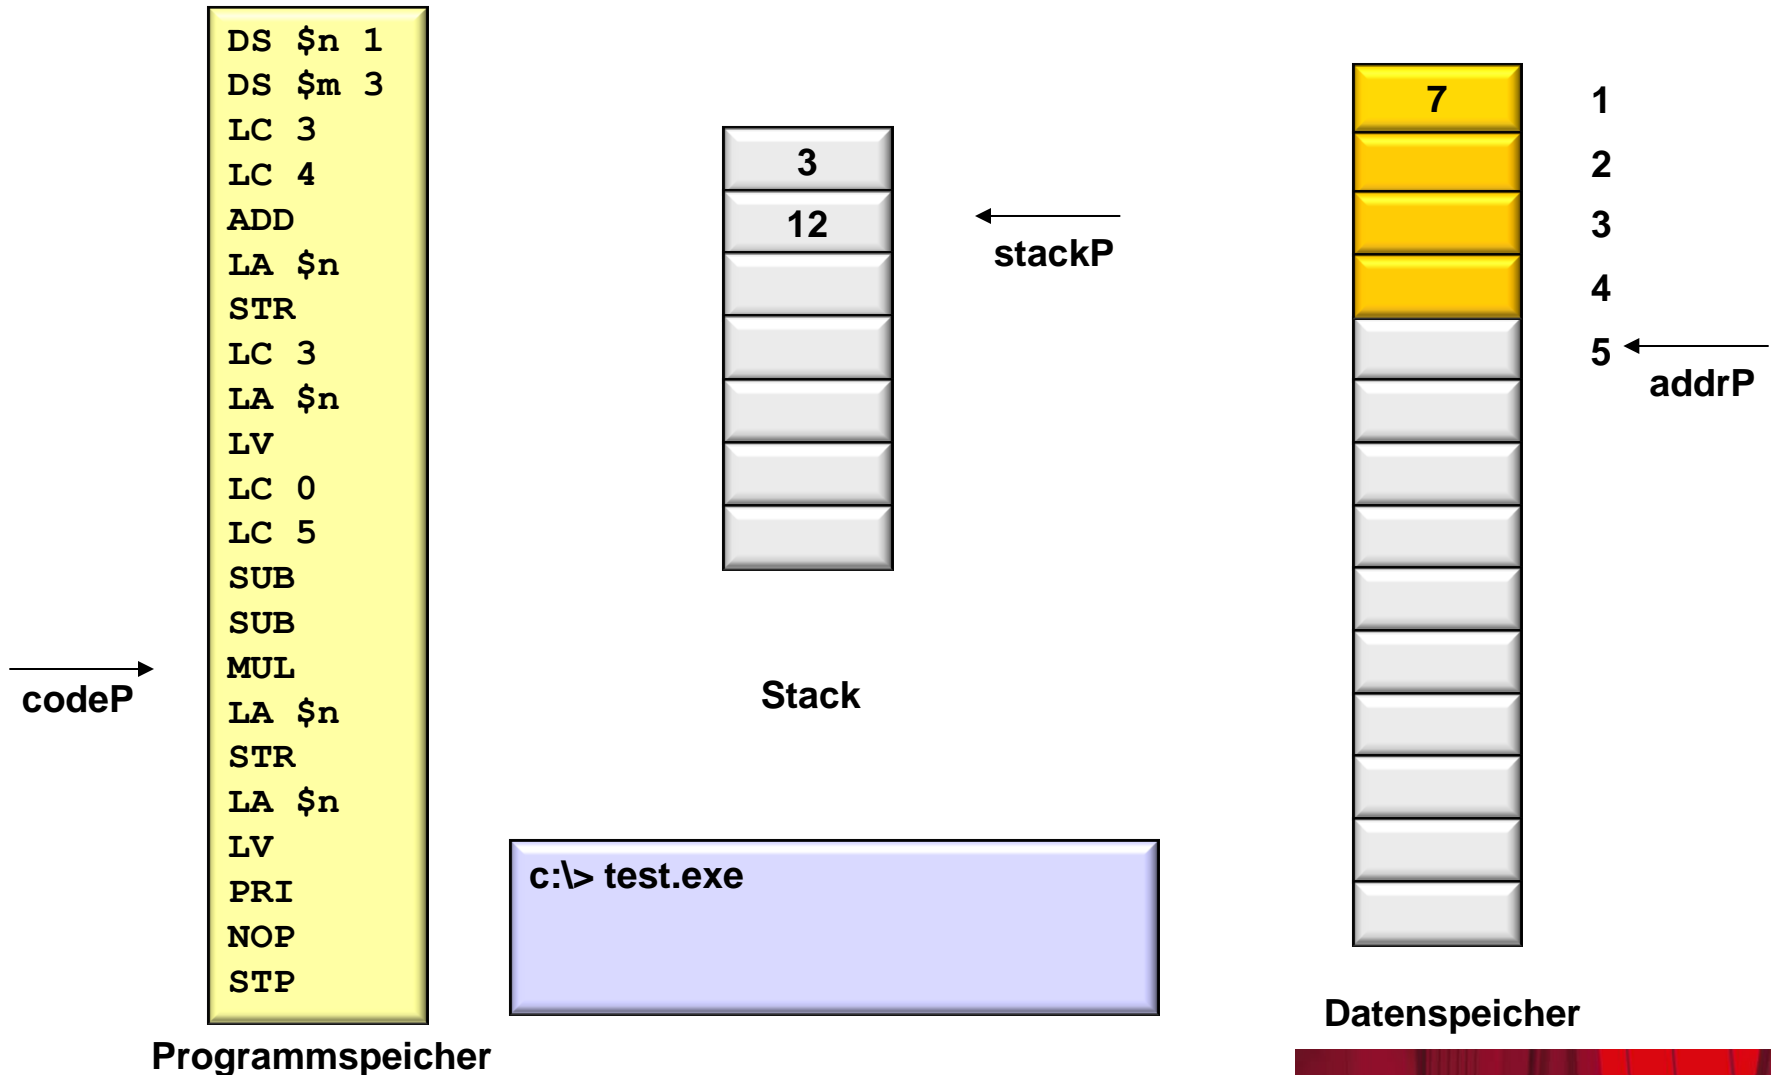 DS $n 1
DS $m 3
LC 3
LC 4
ADD
LA $n
STR
LC 3
LA $n
LV
LC 0
LC 5
SUB
SUB
MUL
LA $n
STR
LA $n
LV
PRI
NOP
STP
codeP
Programmspeicher
3
12
stackP
Stack
c:\> test.exe
7
1
2
3
4
5
addrP
Datenspeicher